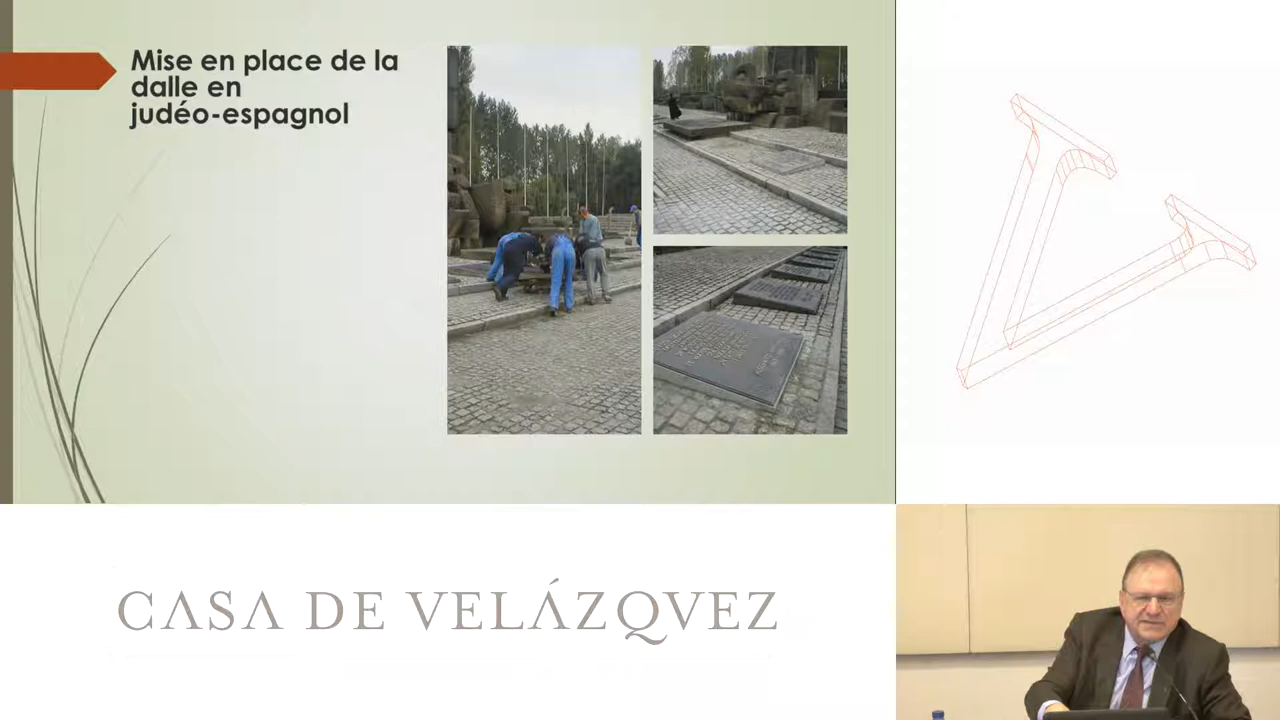 Mise en place de la
dalle en
judéo-espagnol
CASA DE VELÁZQVEZ